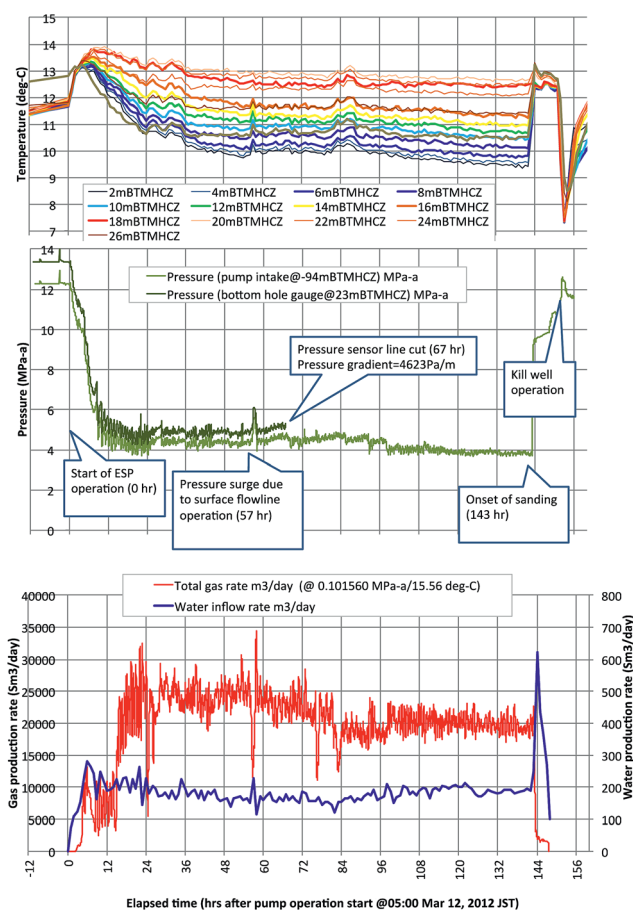 15
14
13
12
11
10
9
8
7
Temperature (deg-C)
2mBTMHCZ 4mBTMHCZ 6mBTMHCZ 8mBTMHCZ
10mBTMHCZ 12mBTMHCZ 14mBTMHCZ 16mBTMHCZ
18mBTMHCZ 20mBTMHCZ 22mBTMHCZ 24mBTMHCZ
26mBTMHCZ
14
12
10
8
6
4
2
0
Pressure (MPa-a)
Pressure (pump intake@-94mBTMHCZ) MPa-a
Pressure (bottom hole gauge@23mBTMHCZ) MPa-a
Pressure sensor line cut (67 hr)
Pressure gradient=4623Pa/m
Kill well
operation
Start of ESP
operation (0 hr)
Pressure surge due
to surface flowline
operation (57 hr)
Onset of sanding
(143 hr)
Total gas rate m3/day (@ 0.101560 MPa-a/15.56 deg-C)
Water inflow rate m3/day
40000
35000
30000
25000
20000
15000
10000
5000
0
Gas production rate (Sm3/day)
800
700
600
500
400
300
200
100
0
Water production rate (Sm3/day)
-12 0 12 24 36 48 60 72 84 96 108 120 132 144 156
Elapsed time (hrs after pump operation start @05:00 Mar 12, 2012 JST)